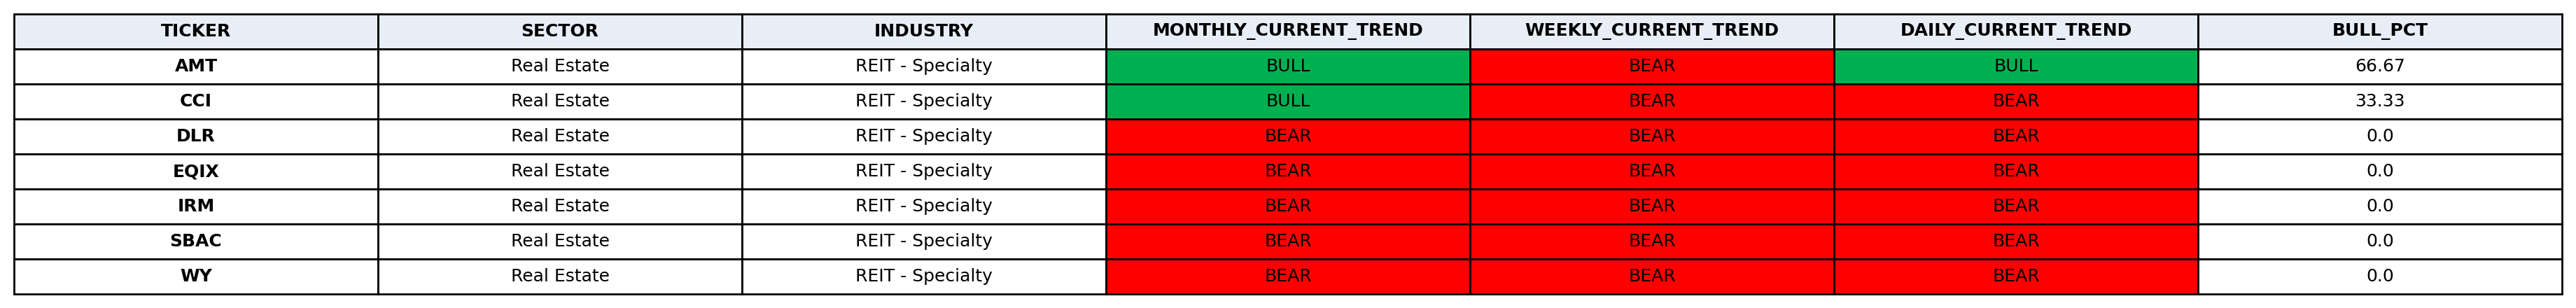 TICKER SECTOR INDUSTRY MONTHLY_CURRENT_TREND WEEKLY_CURRENT_TREND DAILY_CURRENT_TREND BULL_PCT
AMT Real Estate REIT - Specialty BULL BEAR BULL 66.67
CCI Real Estate REIT - Specialty BULL BEAR BEAR 33.33
DLR Real Estate REIT - Specialty BEAR BEAR BEAR 0.0
EQIX Real Estate REIT - Specialty BEAR BEAR BEAR 0.0
IRM Real Estate REIT - Specialty BEAR BEAR BEAR 0.0
SBAC Real Estate REIT - Specialty BEAR BEAR BEAR 0.0
WY Real Estate REIT - Specialty BEAR BEAR BEAR 0.0